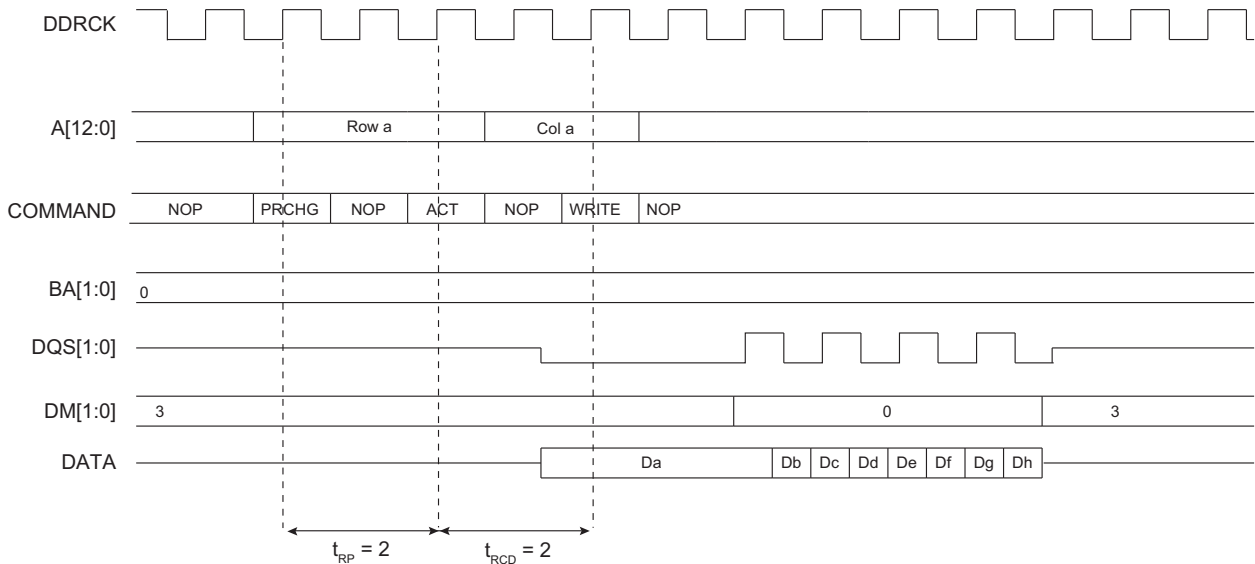 DDRCK
A[12:0] Row a Col a
COMMAND NOP PRCHG NOP ACT NOP WRITE NOP
BA[1:0] 0
DQS[1:0]
DM[1:0] 3 0 3
DATA Da Db Dc Dd De Df Dg Dh
tRP = 2 tRCD = 2